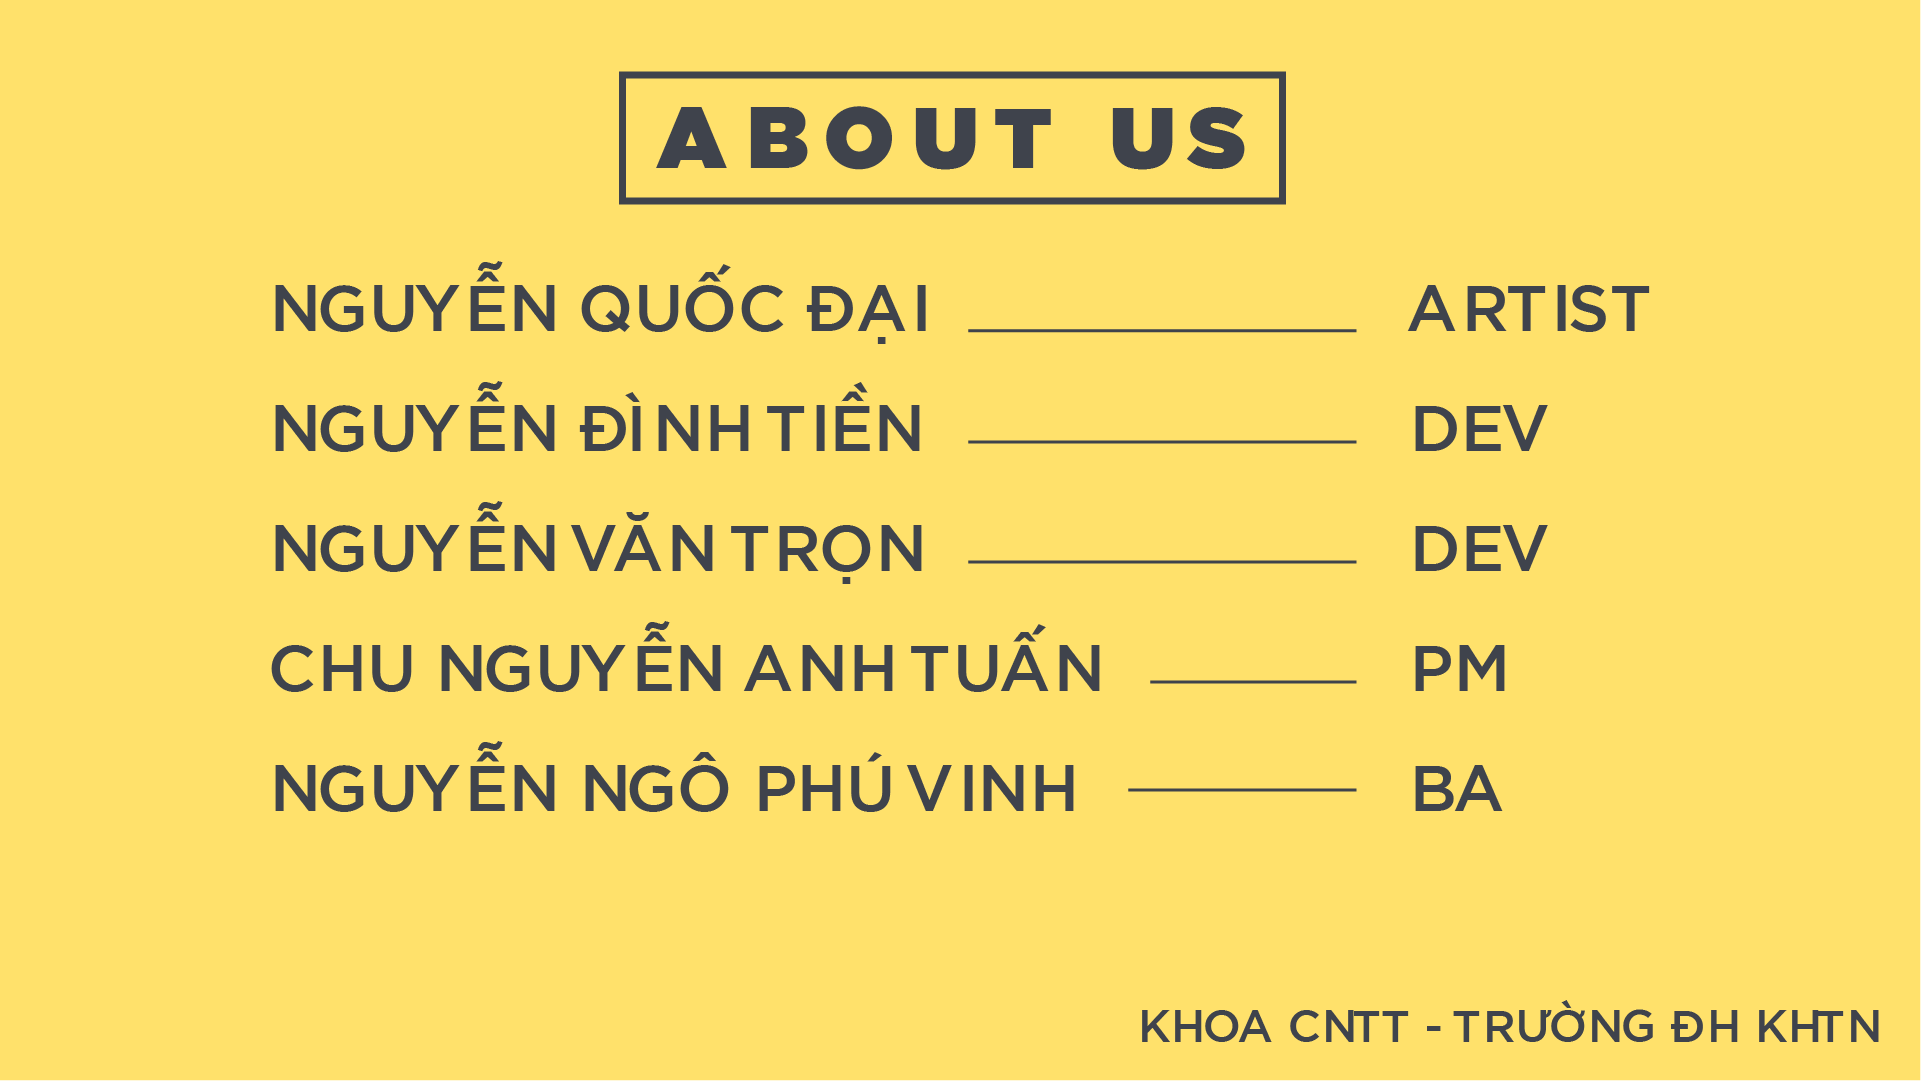 ABOUT US
NGUYỄN QUỐC ĐẠI ARTIST
NGUYỄN ĐÌNH TIỀN DEV
NGUYỄN VĂN TRỌN DEV
CHU NGUYỄN ANH TUẤN PM
NGUYỄN NGÔ PHÚ VINH BA
KHOA CNTT - TRƯỜNG ĐH KHTN